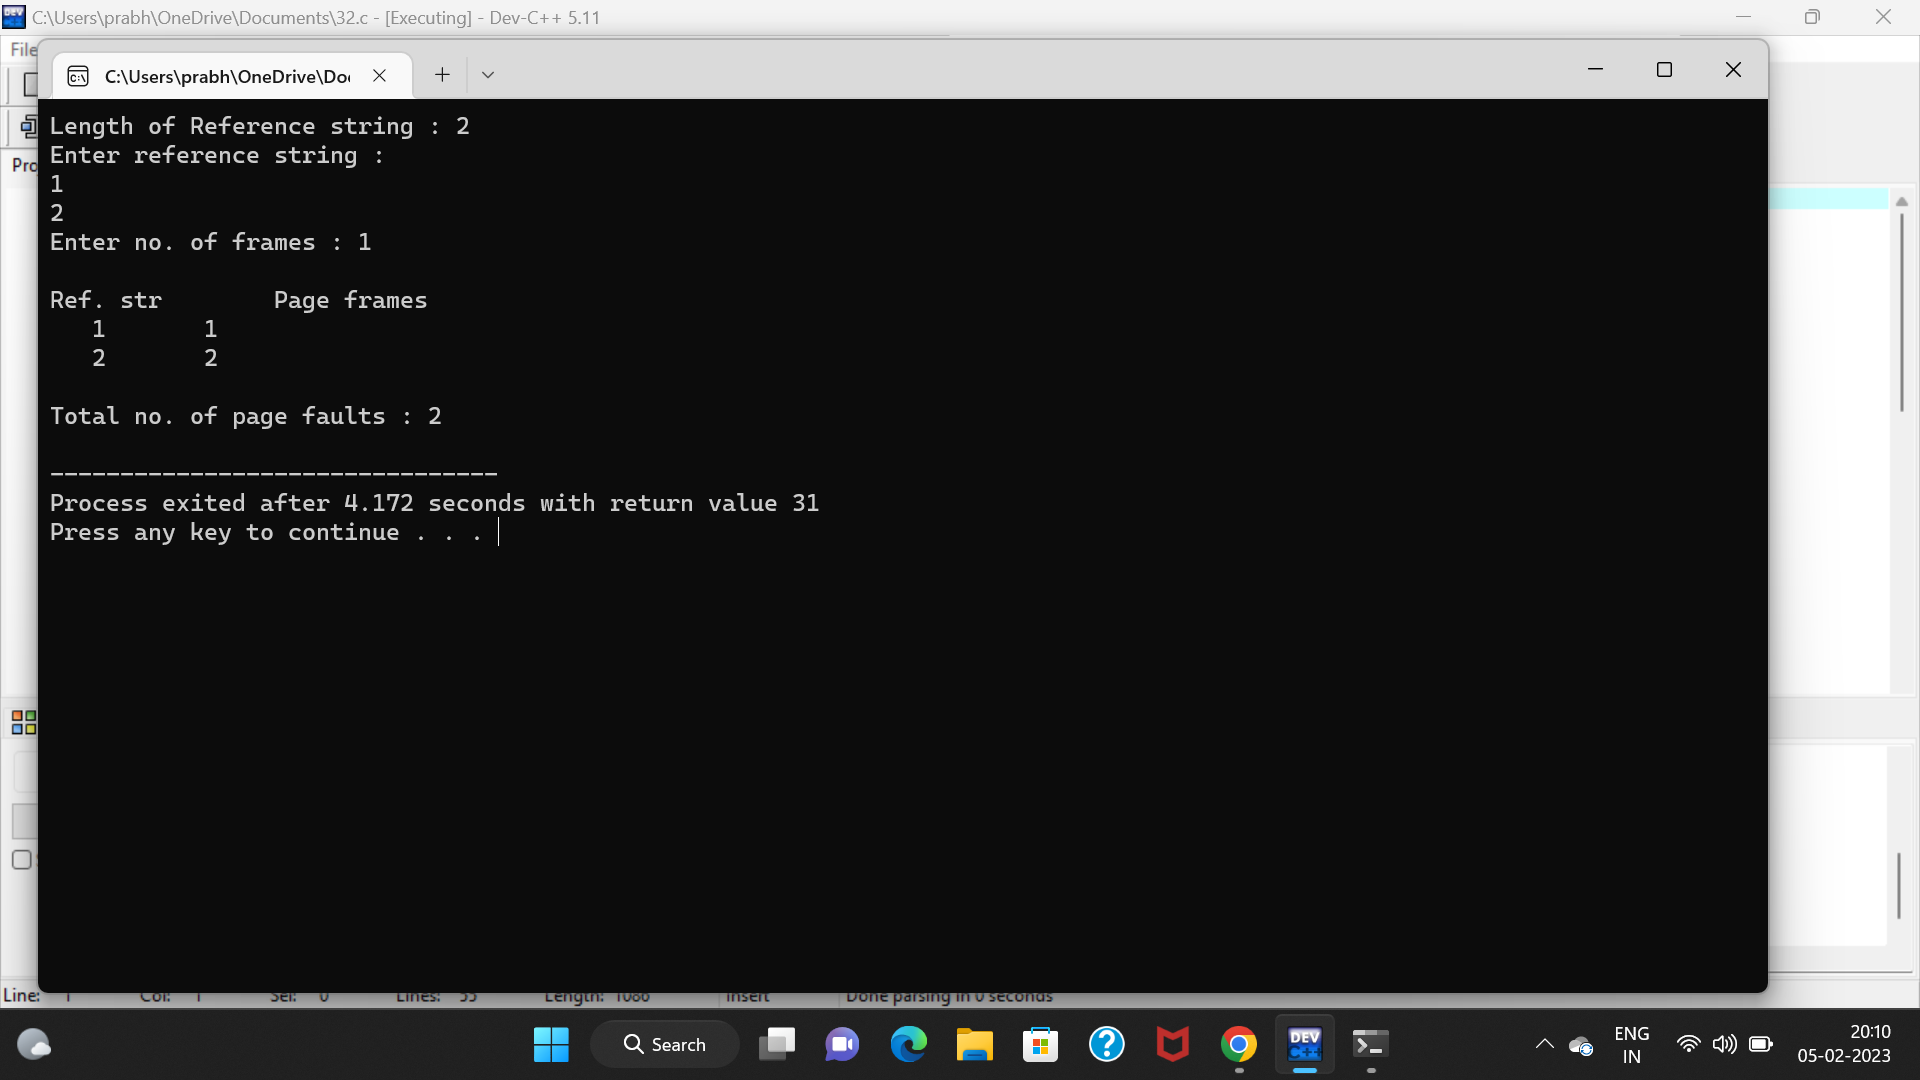 C:\Users\prabh\OneDrive\Documents\32.c - [Executing] - Dev-C++ 5.11
File
C:\Users\prabh\OneDrive\Doc
Length of Reference string : 2
Enter reference string :
1
2
Enter no. of frames : 1
Ref. str Page frames
1 1
2 2
Total no. of page faults : 2
--------------------------------
Process exited after 4.172 seconds with return value 31
Press any key to continue . . .
Pro
Line: 1 Col: 1 Sel: 0 Lines: 55 Length: 1086 Insert Done parsing in 0 seconds
Search
DEV
C++
ENG
IN
20:10
05-02-2023